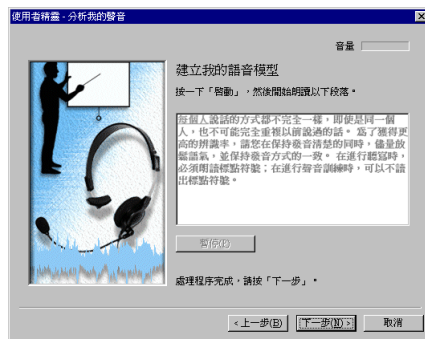 使用者精靈 - 分析我的聲音
音量
建立我的語音模型
按一下「啟動」，然後開始朗讀以下段落。
每個人說話的方式都不完全一樣，即使是同一個
人，也不可能完全重複以前說過的話。為了獲得更
高的辨識率，請您在保持發音清楚的同時，儘量放
鬆語氣，並保持發音方式的一致。在進行聽寫時，
必須朗讀標點符號；在進行聲音訓練時，可以不讀
出標點符號。
暫停(P)
處理程序完成，請按「下一步」。
<上一步(B)
下一步(N)>
取消